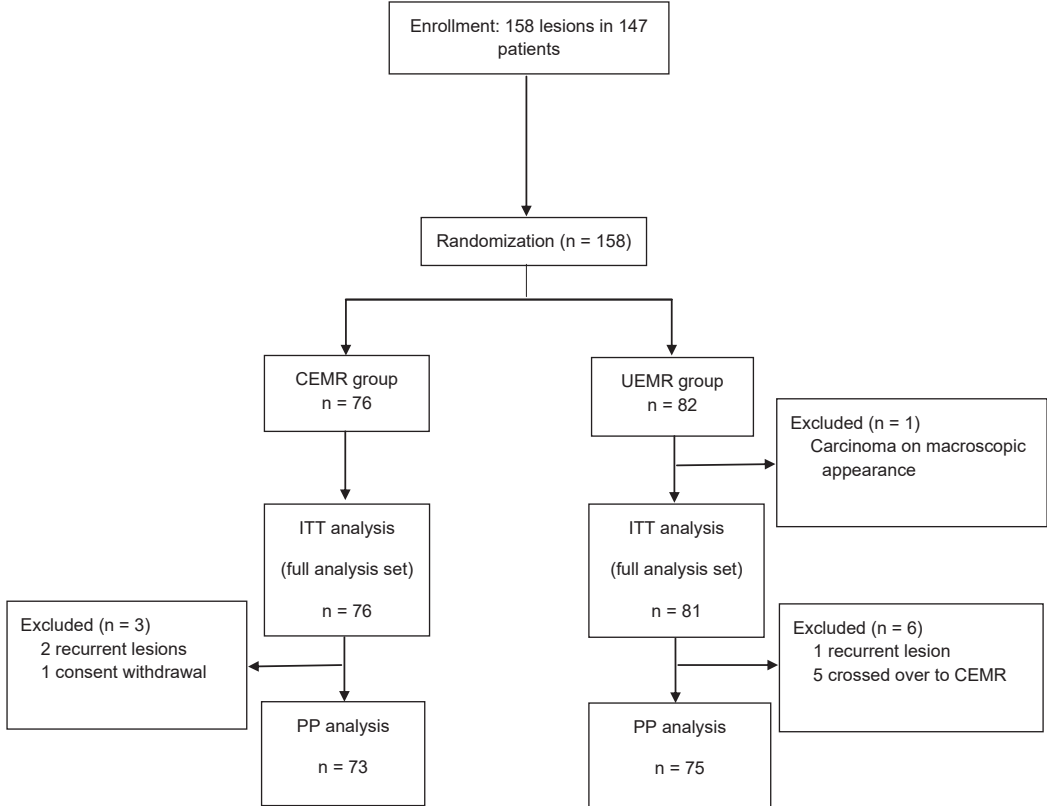 Enrollment: 158 lesions in 147
patients
Randomization (n = 158)
CEMR group
n = 76
UEMR group
n = 82
Excluded (n = 1)
Carcinoma on macroscopic
appearance
ITT analysis
(full analysis set)
n = 76
ITT analysis
(full analysis set)
n = 81
Excluded (n = 3)
2 recurrent lesions
1 consent withdrawal
Excluded (n = 6)
1 recurrent lesion
5 crossed over to CEMR
PP analysis
n = 73
PP analysis
n = 75